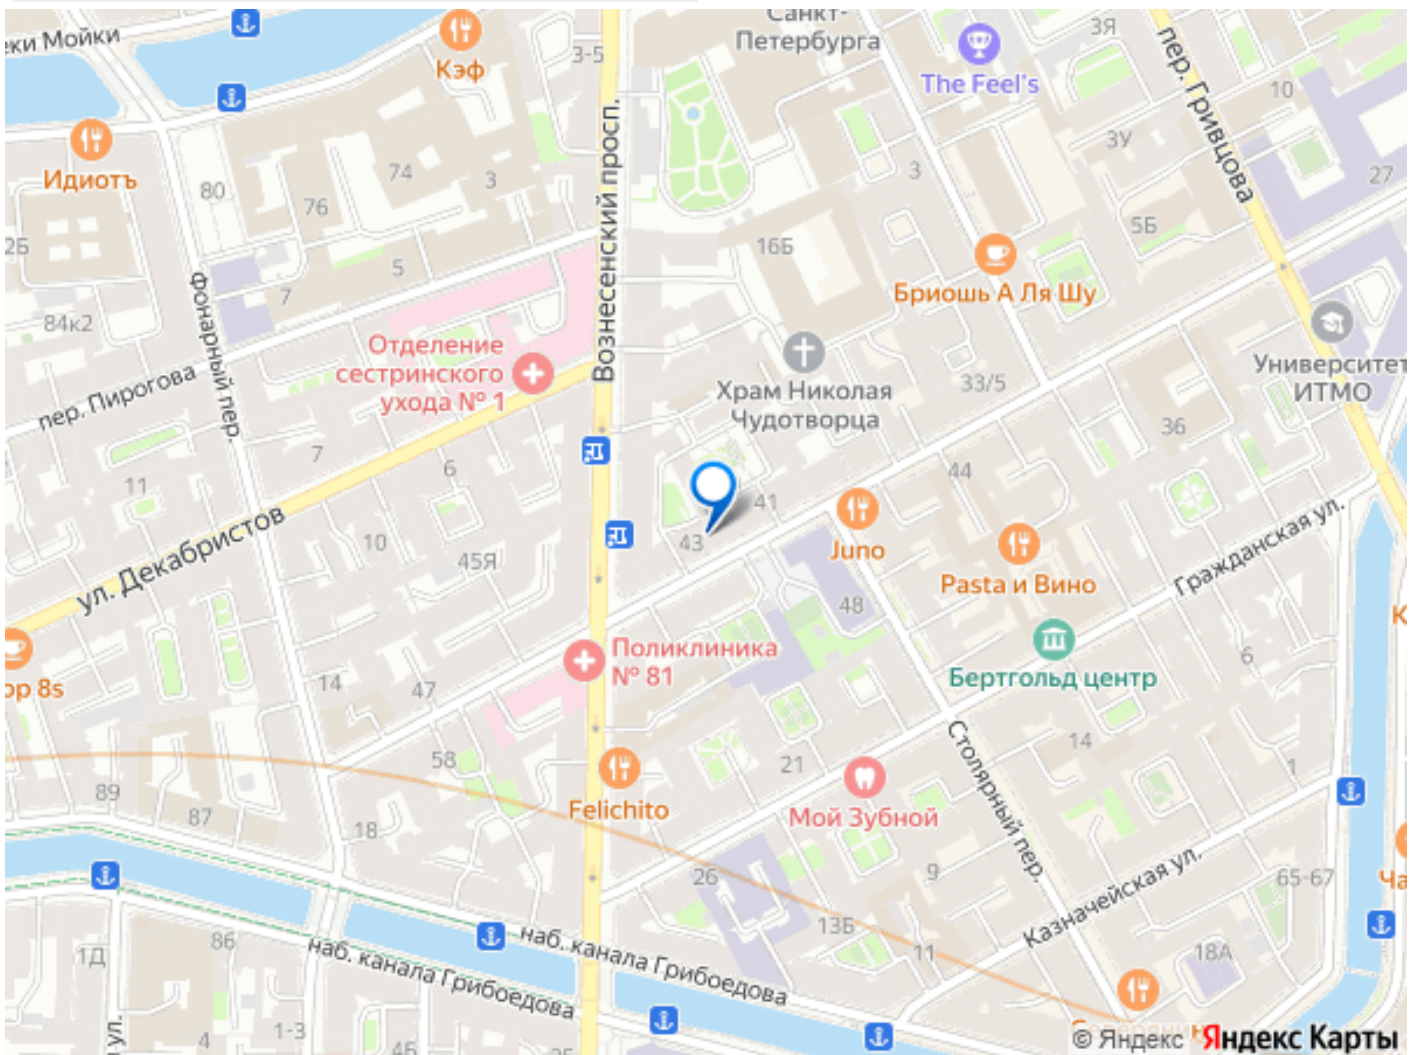 еки Мойки
Кэф
3-5
Санкт-
Петербурга
The Feel's
3Я
пер. Гривцова
10
3У
27
Идиотъ
80
74
3
76
2Б
Вознесенский просп.
3
5Б
16Б
Бриошь А Ля Шу
Фонарный пер.
5
7
84к2
Отделение
сестринского
ухода № 1
пер. Пирогова
Храм Николая
Чудотворца
33/5
Университет
ИТМО
36
7
6
11
44
41
43
Juno
Pasta и Вино
Гражданская ул.
ул. Декабристов
10
45Я
48
Поликлиника
№ 81
Бертгольд центр
6
ор 8s
14
47
58
21
Столярный пер.
14
1
Felichito
Мой Зубной
89
87
18
26
9
13Б
11
Казначейская ул.
65-67
Ча
18А
86
1Д
наб. канала Грибоедова
наб. канала Грибоедова
4
1-3
4Б
ул.
© Яндекс Яндекс Карты